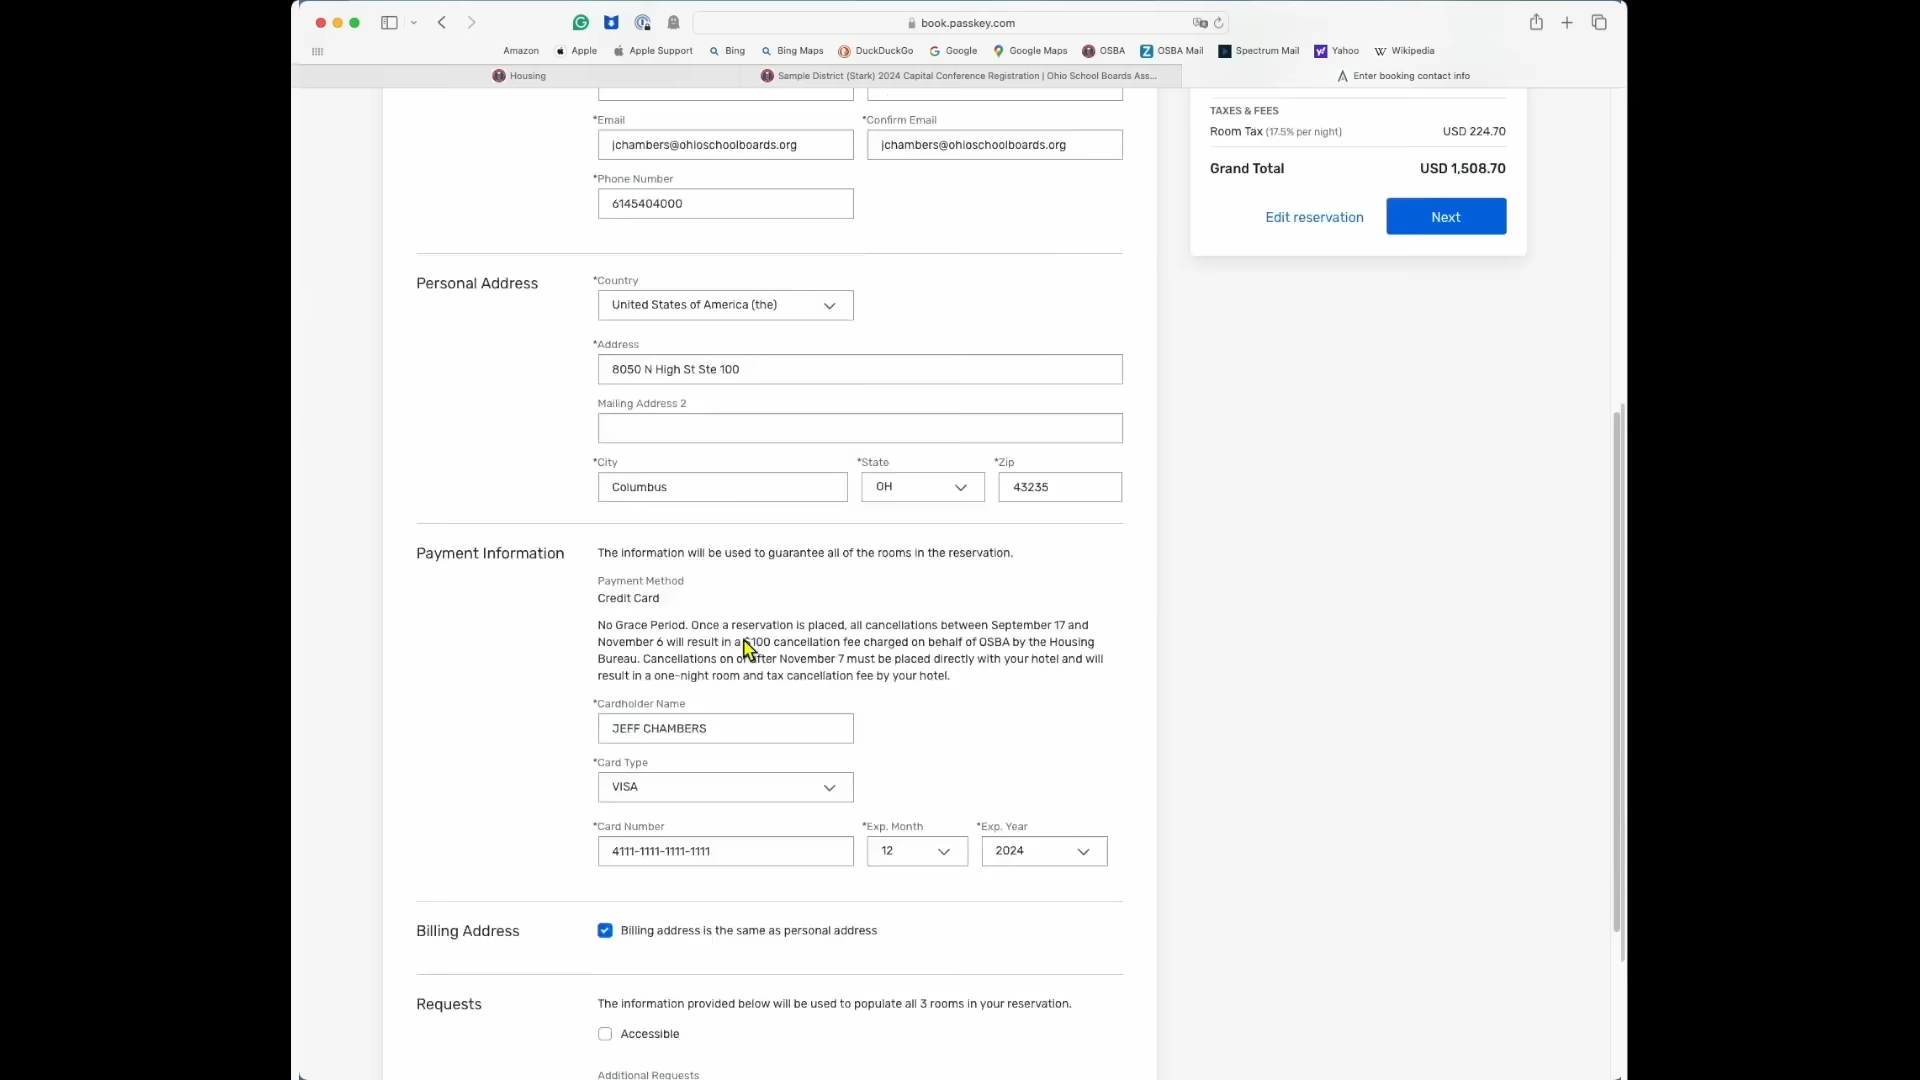 book.passkey.com
Amazon Apple Apple Support Bing Bing Maps DuckDuckGo Google Google Maps OSBA OSBA Mail Spectrum Mail Yahoo Wikipedia
Housing
Sample District (Stark) 2024 Capital Conference Registration | Ohio School Boards Ass...
Enter booking contact info
*Email
*Confirm Email
jchambers@ohioschoolboards.org
jchambers@ohioschoolboards.org
*Phone Number
6145404000
TAXES & FEES
Room Tax (17.5% per night) USD 224.70
Grand Total USD 1,508.70
Edit reservation
Next
Personal Address
*Country
United States of America (the)
*Address
8050 N High St Ste 100
Mailing Address 2
*City *State *Zip
Columbus OH 43235
Payment Information
The information will be used to guarantee all of the rooms in the reservation.
Payment Method
Credit Card
No Grace Period. Once a reservation is placed, all cancellations between September 17 and
November 6 will result in a $100 cancellation fee charged on behalf of OSBA by the Housing
Bureau. Cancellations on or after November 7 must be placed directly with your hotel and will
result in a one-night room and tax cancellation fee by your hotel.
*Cardholder Name
JEFF CHAMBERS
*Card Type
VISA
*Card Number *Exp. Month *Exp. Year
4111-1111-1111-1111 12 2024
Billing Address
Billing address is the same as personal address
Requests
The information provided below will be used to populate all 3 rooms in your reservation.
Accessible
Additional Requests